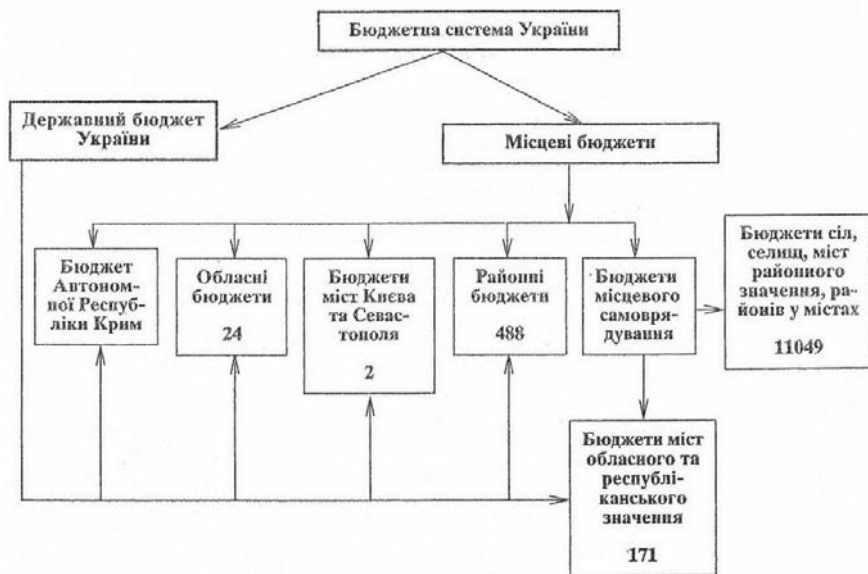 Бюджетна система України
Державний бюджет
України
Місцеві бюджети
Бюджет
Автоном-
ної Респуб-
ліки Крим
Обласні
бюджети
24
Бюджети
міст Києва
та Севас-
тополя
2
Районні
бюджети
488
Бюджети
місцевого
самовря-
дування
Бюджети сіл,
селищ, міст
районного
значення, ра-
йонів у містах
11049
Бюджети міст
обласного та
республі-
канського
значення
171